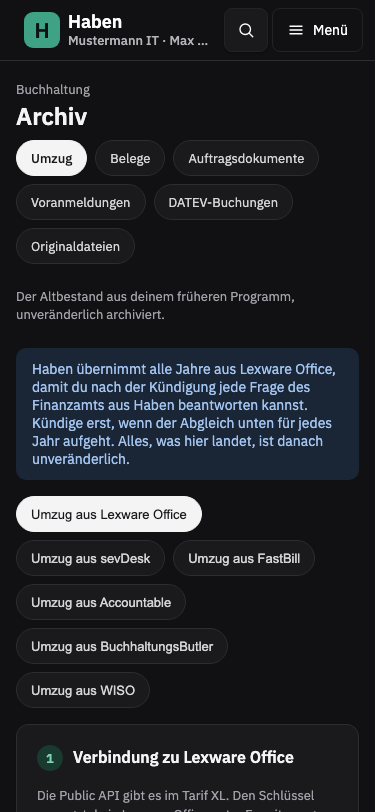 H
Haben
Mustermann IT · Max ...
Menü
Buchhaltung
Archiv
Umzug
Belege
Auftragsdokumente
Voranmeldungen
DATEV-Buchungen
Originaldateien
Der Altbestand aus deinem früheren Programm,
unveränderlich archiviert.
Haben übernimmt alle Jahre aus Lexware Office,
damit du nach der Kündigung jede Frage des
Finanzamts aus Haben beantworten kannst.
Kündige erst, wenn der Abgleich unten für jedes
Jahr aufgeht. Alles, was hier landet, ist danach
unveränderlich.
Umzug aus Lexware Office
Umzug aus sevDesk
Umzug aus FastBill
Umzug aus Accountable
Umzug aus BuchhaltungsButler
Umzug aus WISO
1
Verbindung zu Lexware Office
Die Public API gibt es im Tarif XL. Den Schlüssel